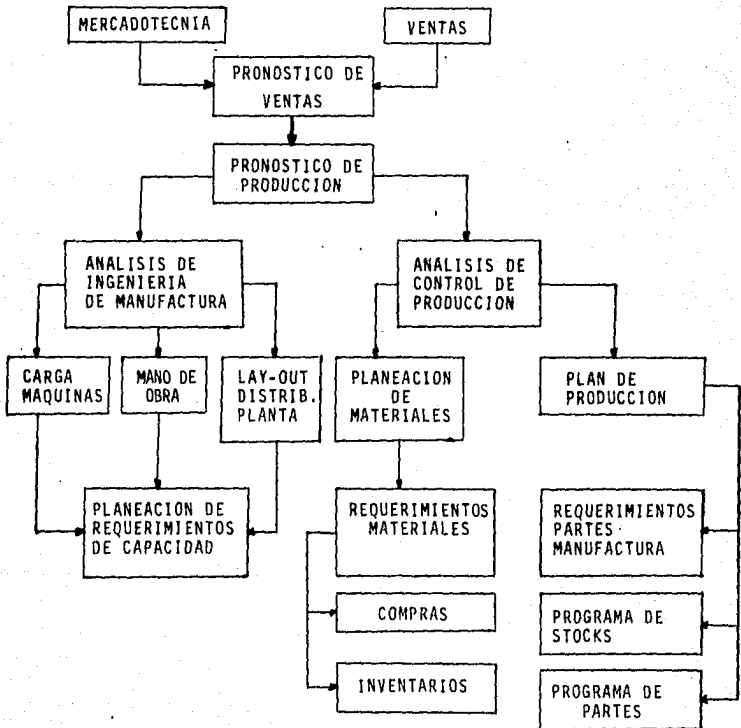 MERCADOTECNIA
VENTAS
PRONOSTICO DE
VENTAS
PRONOSTICO DE
PRODUCCION
ANALISIS DE
INGENIERIA
DE MANUFACTURA
ANALISIS DE
CONTROL DE
PRODUCCION
CARGA
MAQUINAS
MANO DE
OBRA
LAY-OUT
DISTRIB.
PLANTA
PLANEACION
DE
MATERIALES
PLAN DE
PRODUCCION
PLANEACION DE
REQUERIMIENTOS
DE CAPACIDAD
REQUERIMIENTOS
MATERIALES
REQUERIMIENTOS
PARTES
MANUFACTURA
COMPRAS
PROGRAMA DE
STOCKS
INVENTARIOS
PROGRAMA DE
PARTES